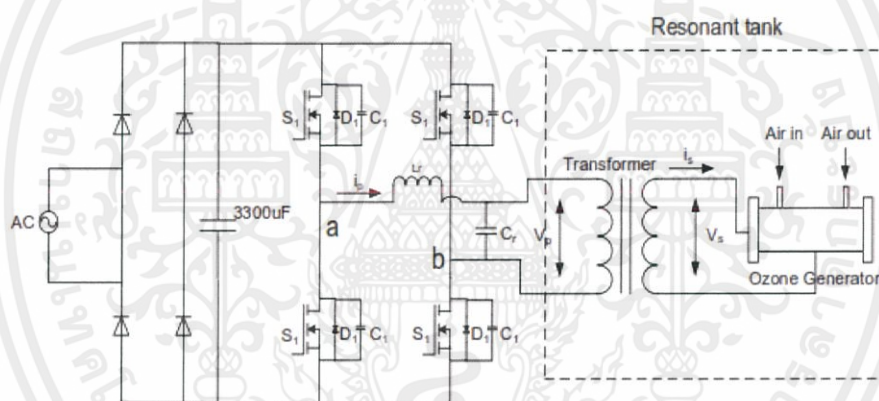 Resonant tank
S₁ D₁ C₁
S₁ D₁ C₁
Air in Air out
Transformer
Lr
iₚ
iₛ
AC
3300uF
a
b
Cᵣ
Vₚ
Vₛ
Ozone Generator
S₁ D₁ C₁
S₁ D₁ C₁